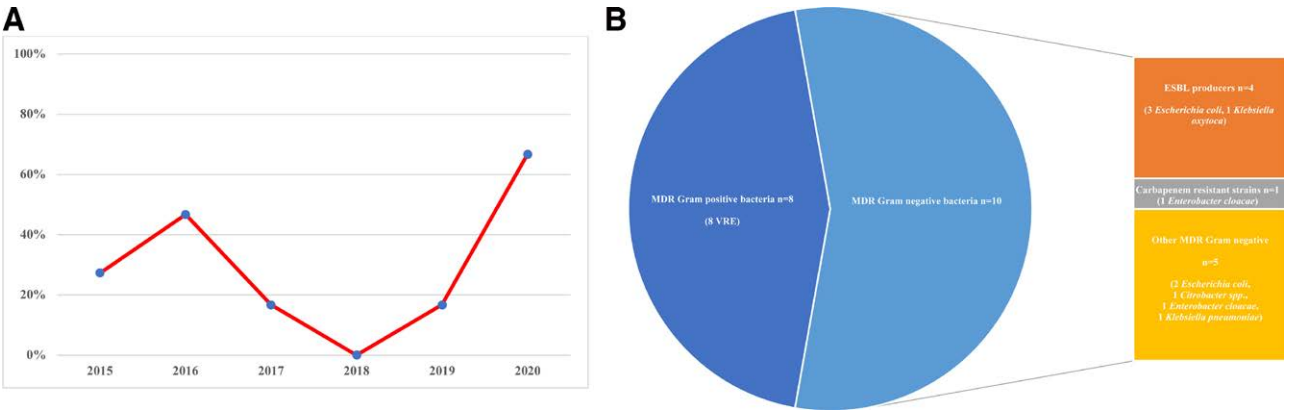 A
100%
80%
60%
40%
20%
0%
2015 2016 2017 2018 2019 2020
B
MDR Gram positive bacteria n=8
(8 VRE)
MDR Gram negative bacteria n=10
ESBL producers n=4
(3 Escherichia coli, 1 Klebsiella
oxytoca)
Carbapenem resistant strains n=1
(1 Enterobacter cloacae)
Other MDR Gram negative
n=5
(2 Escherichia coli,
1 Citrobacter spp.,
1 Enterobacter cloacae,
1 Klebsiella pneumoniae)